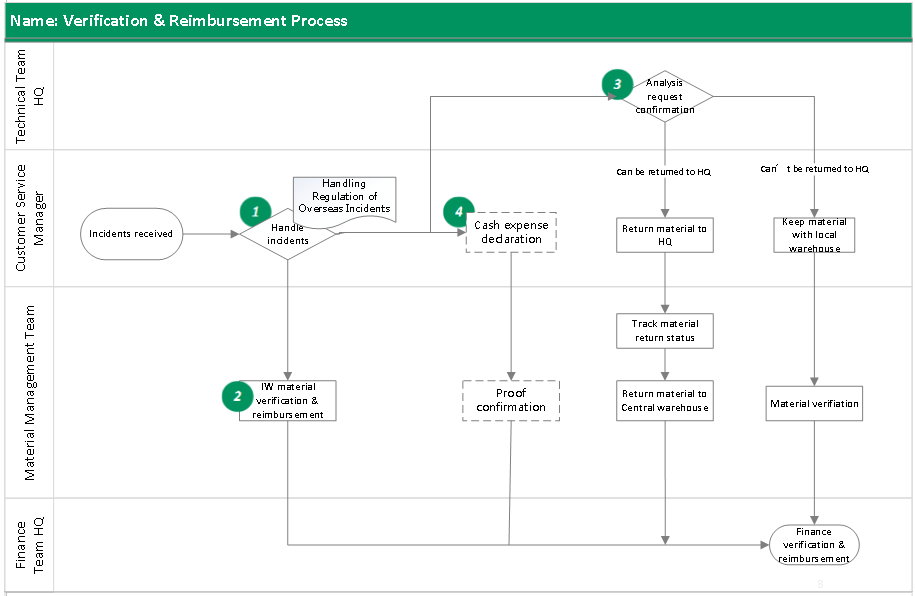 Name: Verification & Reimbursement Process
Technical Team
HQ
3
Analysis
request
confirmation
Customer Service
Manager
Incidents received
1
Handling
Regulation of
Overseas Incidents
Handle
incidents
4
Cash expense
declaration
Can be returned to HQ
Return material to
HQ
Can´t be returned to HQ
Keep material
with local
warehouse
Material Management Team
2
IW material
verification &
reimbursement
Proof
confirmation
Track material
return status
Return material to
Central warehouse
Material verifiation
Finance
Team HQ
Finance
verification &
reimbursement
8